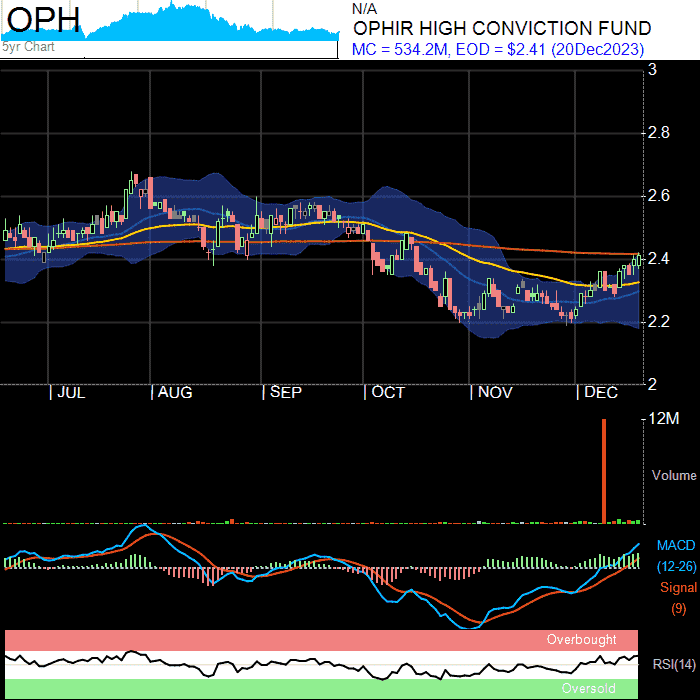 OPH
5yr Chart
N/A
OPHIR HIGH CONVICTION FUND
MC = 534.2M, EOD = $2.41 (20Dec2023)
3
2.8
2.6
2.4
2.2
2
JUL AUG SEP OCT NOV DEC
12M
Volume
MACD
(12-26)
Signal
(9)
Overbought
RSI(14)
Oversold